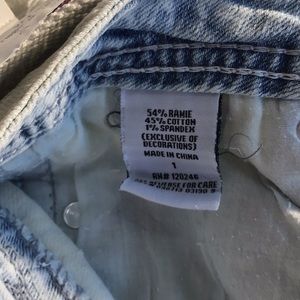 54% RAMIE
45% COTTON
1% SPANDEX
(EXCLUSIVE OF
DECORATIONS)
MADE IN CHINA
1
RN# 120246
SEE REVERSE FOR CARE